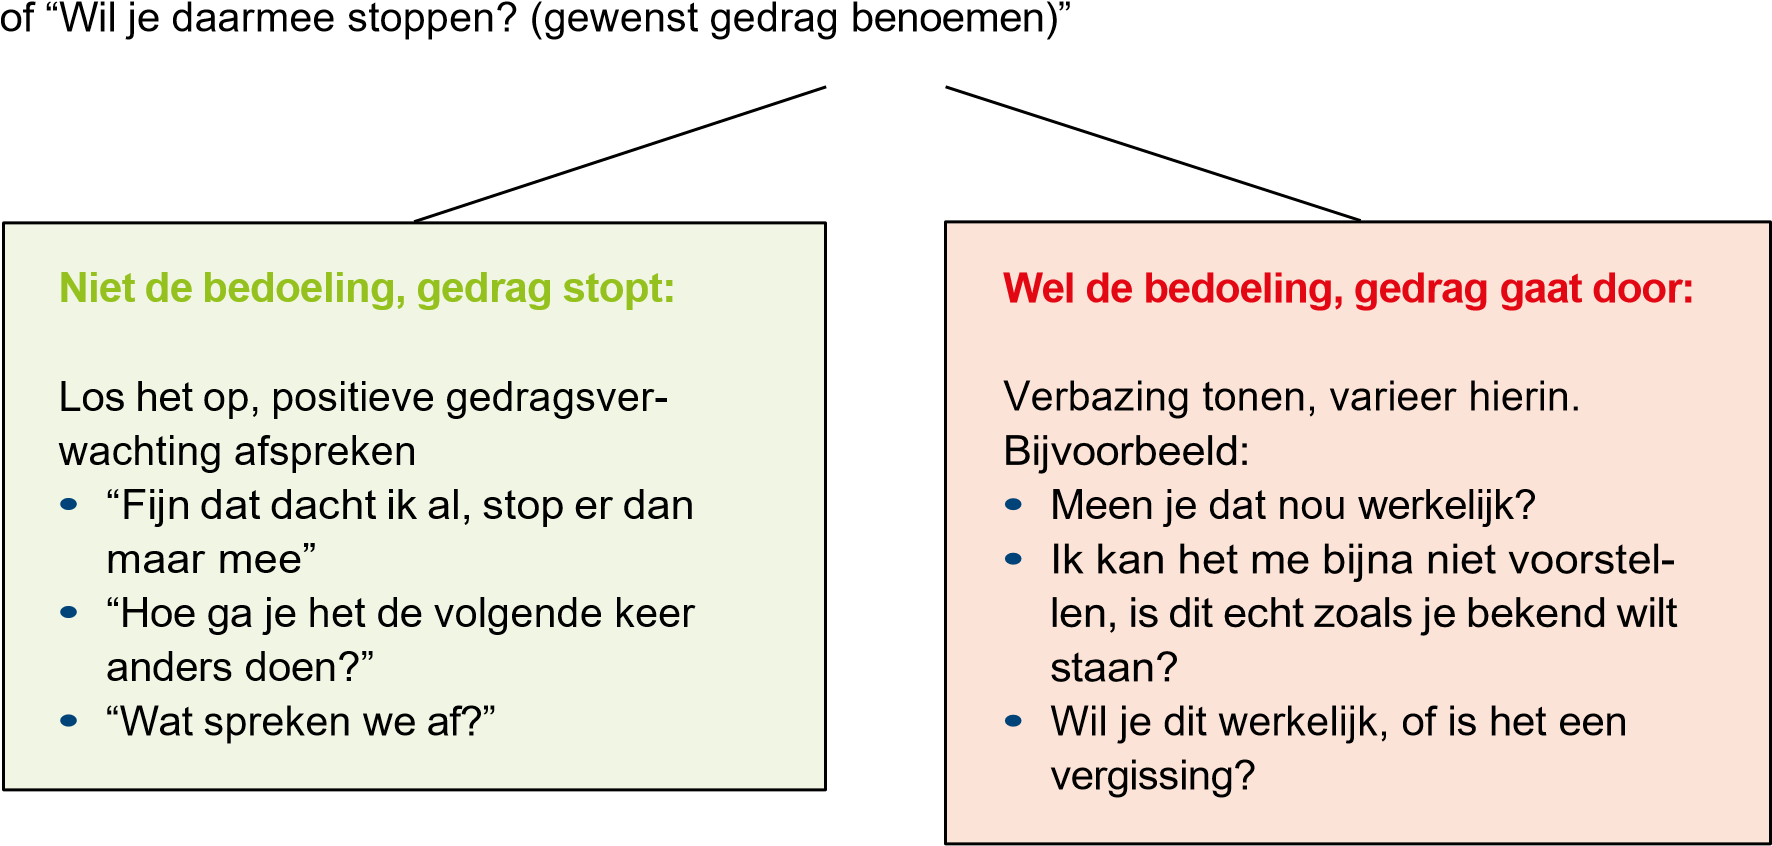 of “Wil je daarmee stoppen? (gewenst gedrag benoemen)”
Niet de bedoeling, gedrag stopt:
Los het op, positieve gedragsver-
wachting afspreken
• “Fijn dat dacht ik al, stop er dan
maar mee”
• “Hoe ga je het de volgende keer
anders doen?”
• “Wat spreken we af?”
Wel de bedoeling, gedrag gaat door:
Verbazing tonen, varieer hierin.
Bijvoorbeeld:
• Meen je dat nou werkelijk?
• Ik kan het me bijna niet voorstel-
len, is dit echt zoals je bekend wilt
staan?
• Wil je dit werkelijk, of is het een
vergissing?